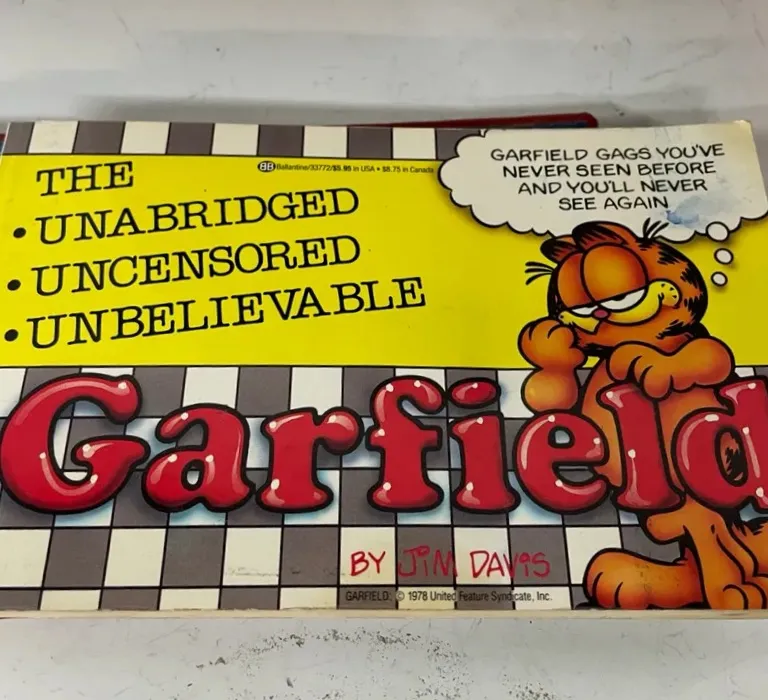 THE
• UNABRIDGED
• UNCENSORED
• UNBELIEVABLE
BB Ballantine/33772/$5.95 in USA • $8.75 in Canada
GARFIELD GAGS YOU'VE
NEVER SEEN BEFORE
AND YOU'LL NEVER
SEE AGAIN
Garfield
BY JIM DAVIS
GARFIELD: © 1978 United Feature Syndicate, Inc.